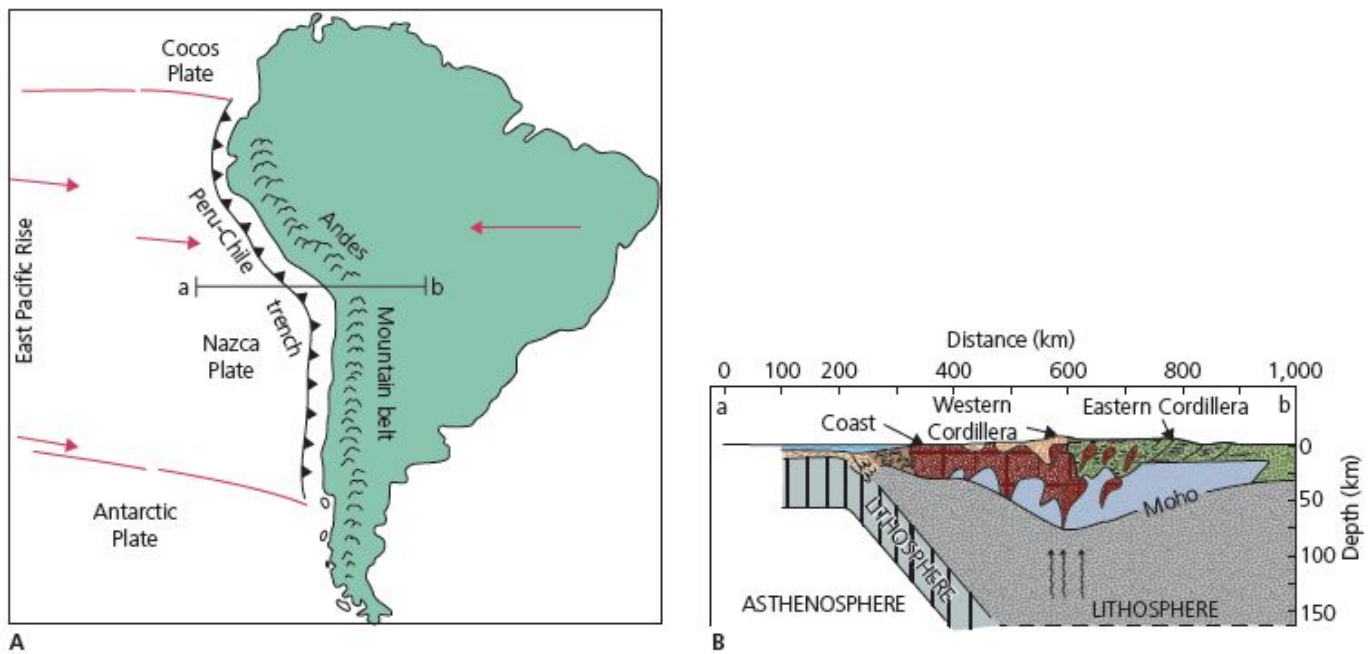 Cocos
Plate
East Pacific Rise
Peru-Chile
trench
Andes
Mountain belt
a
b
Nazca
Plate
Antarctic
Plate
A
Distance (km)
0 100 200 400 600 800 1,000
a
b
Coast
Western
Cordillera
Eastern Cordillera
0
50
100
150
Depth (km)
Moho
LITHOSPHERE
ASTHENOSPHERE
LITHOSPHERE
B